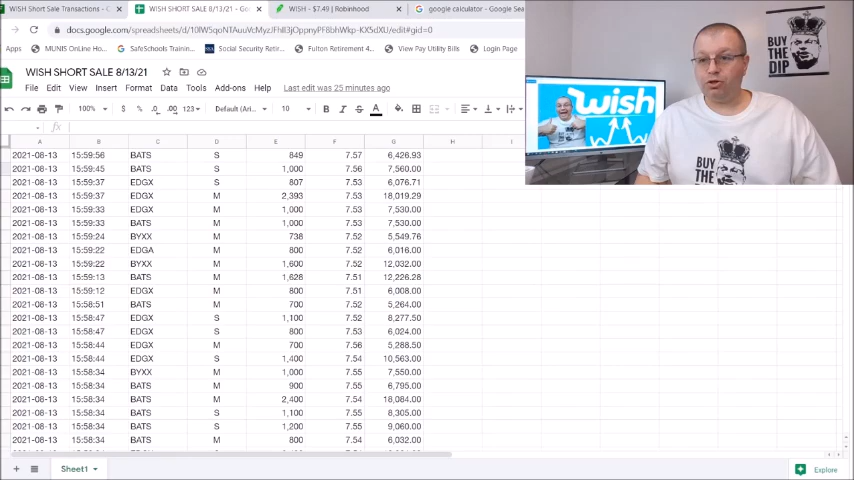 WISH Short Sale Transactions - C
WISH SHORT SALE 8/13/21 - Go
WISH - $7.49 | Robinhood
google calculator - Google Sea
Apps MUNIS OnLine Ho... SafeSchools Training... Social Security Retir... Fulton Retirement 4... View Pay Utility Bills Login Page
WISH SHORT SALE 8/13/21
File Edit View Insert Format Data Tools Add-ons Help Last edit was 25 minutes ago
100% $ % .0 .00 123 Default (Ari... 10 B I S A
fx
A B C D E F G H I
2021-08-13 15:59:56 BATS S 849 7.57 6,426.93
2021-08-13 15:59:45 BATS S 1,000 7.56 7,560.00
2021-08-13 15:59:37 EDGX S 807 7.53 6,076.71
2021-08-13 15:59:37 EDGX M 2,393 7.53 18,019.29
2021-08-13 15:59:33 EDGX M 1,000 7.53 7,530.00
2021-08-13 15:59:33 BATS M 1,000 7.53 7,530.00
2021-08-13 15:59:24 BYXX M 738 7.52 5,549.76
2021-08-13 15:59:22 EDGA M 800 7.52 6,016.00
2021-08-13 15:59:22 BYXX M 1,600 7.52 12,032.00
2021-08-13 15:59:13 BATS M 1,628 7.51 12,226.28
2021-08-13 15:59:12 EDGX M 800 7.51 6,008.00
2021-08-13 15:58:51 BATS M 700 7.52 5,264.00
2021-08-13 15:58:47 EDGX S 1,100 7.52 8,277.50
2021-08-13 15:58:47 EDGX S 800 7.53 6,024.00
2021-08-13 15:58:44 EDGX M 700 7.56 5,288.50
2021-08-13 15:58:44 EDGX S 1,400 7.54 10,563.00
2021-08-13 15:58:34 BYXX M 1,000 7.55 7,550.00
2021-08-13 15:58:34 BATS M 900 7.55 6,795.00
2021-08-13 15:58:34 BATS M 2,400 7.54 18,084.00
2021-08-13 15:58:34 BATS S 1,100 7.55 8,305.00
2021-08-13 15:58:34 BATS S 1,200 7.55 9,060.00
2021-08-13 15:58:34 BATS M 800 7.54 6,032.00
Sheet1
Explore
BUY
THE
DIP
wish
BUY
THE